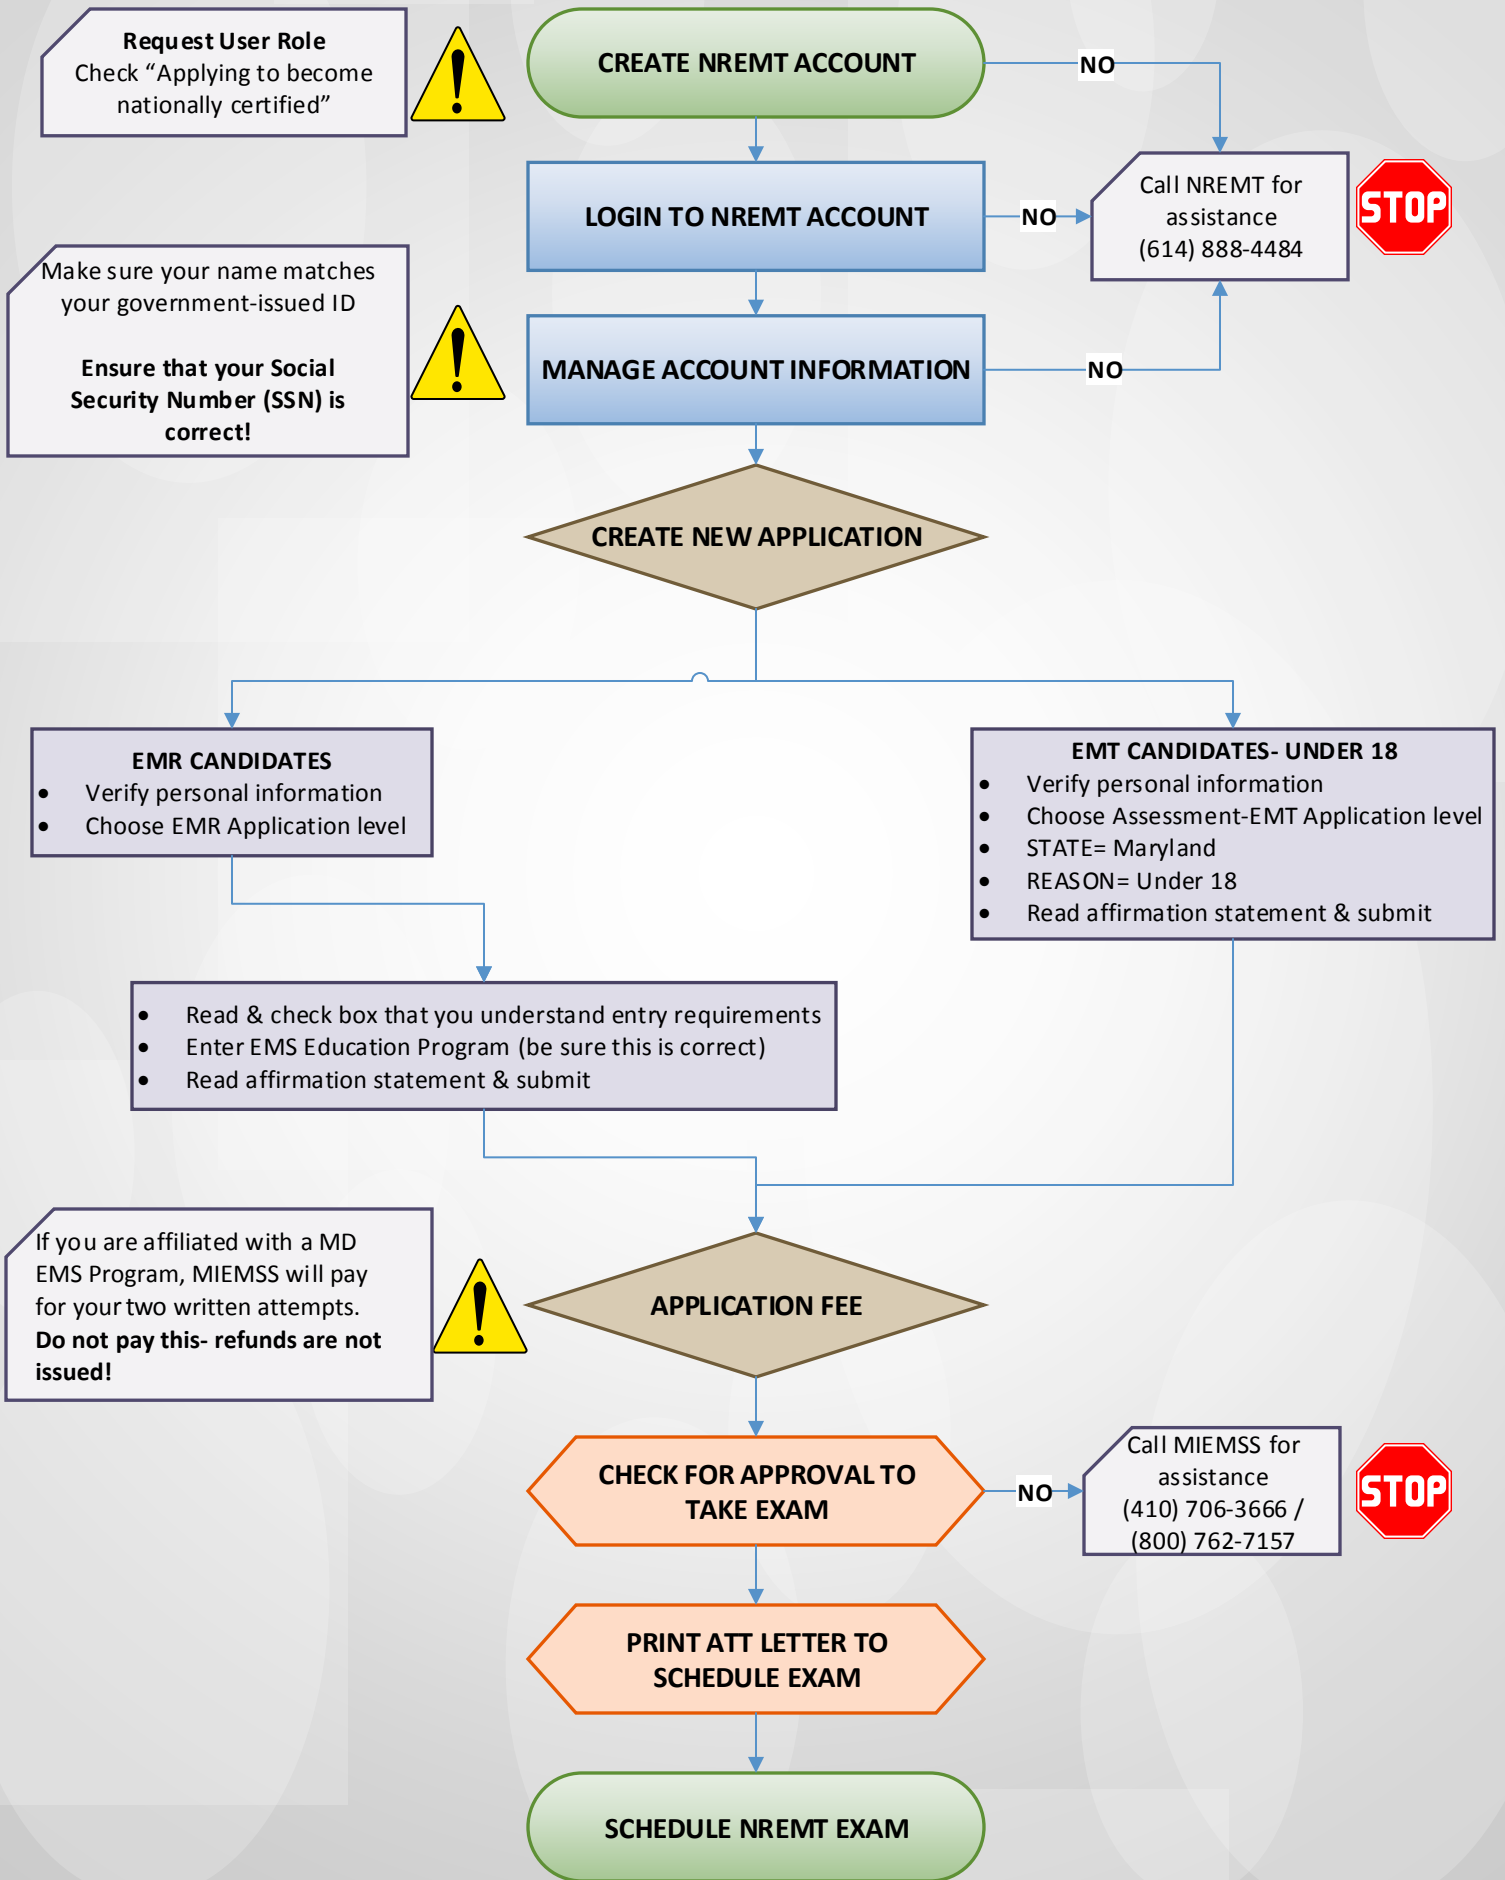 Request User Role
Check “Applying to become
nationally certified”
CREATE NREMT ACCOUNT
NO
LOGIN TO NREMT ACCOUNT
NO
Call NREMT for
assistance
(614) 888-4484
STOP
Make sure your name matches
your government-issued ID
Ensure that your Social
Security Number (SSN) is
correct!
MANAGE ACCOUNT INFORMATION
NO
CREATE NEW APPLICATION
EMR CANDIDATES
• Verify personal information
• Choose EMR Application level
EMT CANDIDATES- UNDER 18
• Verify personal information
• Choose Assessment-EMT Application level
• STATE= Maryland
• REASON= Under 18
• Read affirmation statement & submit
• Read & check box that you understand entry requirements
• Enter EMS Education Program (be sure this is correct)
• Read affirmation statement & submit
If you are affiliated with a MD
EMS Program, MIEMSS will pay
for your two written attempts.
Do not pay this- refunds are not
issued!
APPLICATION FEE
CHECK FOR APPROVAL TO
TAKE EXAM
NO
Call MIEMSS for
assistance
(410) 706-3666 /
(800) 762-7157
STOP
PRINT ATT LETTER TO
SCHEDULE EXAM
SCHEDULE NREMT EXAM